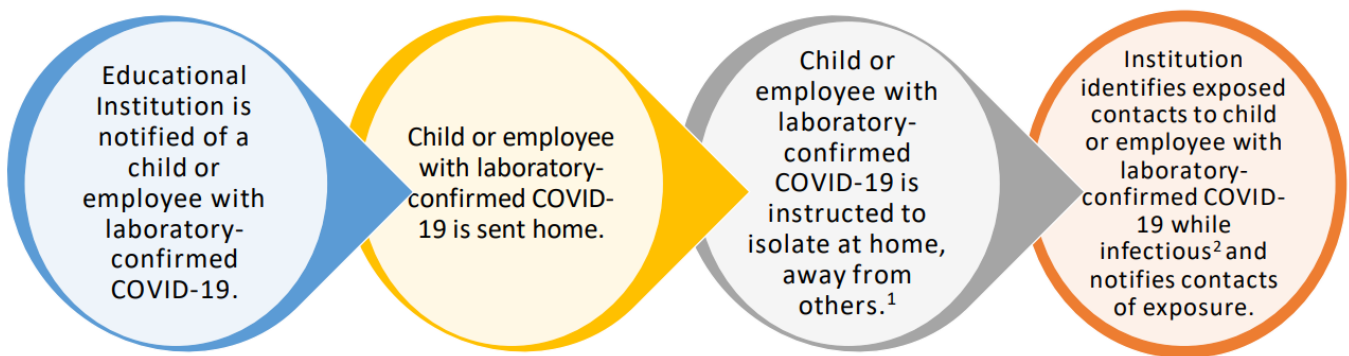 Educational
Institution is
notified of a
child or
employee with
laboratory-
confirmed
COVID-19.
Child or employee
with laboratory-
confirmed COVID-
19 is sent home.
Child or
employee with
laboratory-
confirmed
COVID-19 is
instructed to
isolate at home,
away from
others.¹
Institution
identifies exposed
contacts to child
or employee with
laboratory-
confirmed COVID-
19 while
infectious² and
notifies contacts
of exposure.